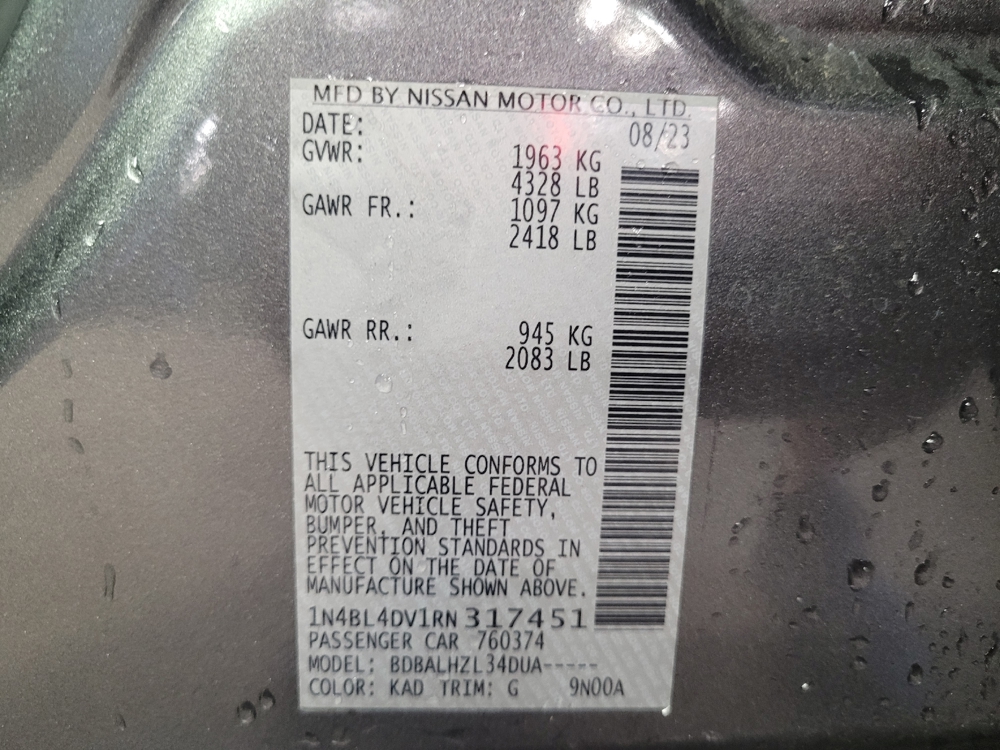 MFD BY NISSAN MOTOR CO., LTD.
DATE: 08/23
GVWR: 1963 KG
4328 LB
GAWR FR.: 1097 KG
2418 LB
GAWR RR.: 945 KG
2083 LB
THIS VEHICLE CONFORMS TO
ALL APPLICABLE FEDERAL
MOTOR VEHICLE SAFETY,
BUMPER, AND THEFT
PREVENTION STANDARDS IN
EFFECT ON THE DATE OF
MANUFACTURE SHOWN ABOVE.
1N4BL4DV1RN317451
PASSENGER CAR 760374
MODEL: BDBALHZL34DUA-----
COLOR: KAD TRIM: G 9N00A